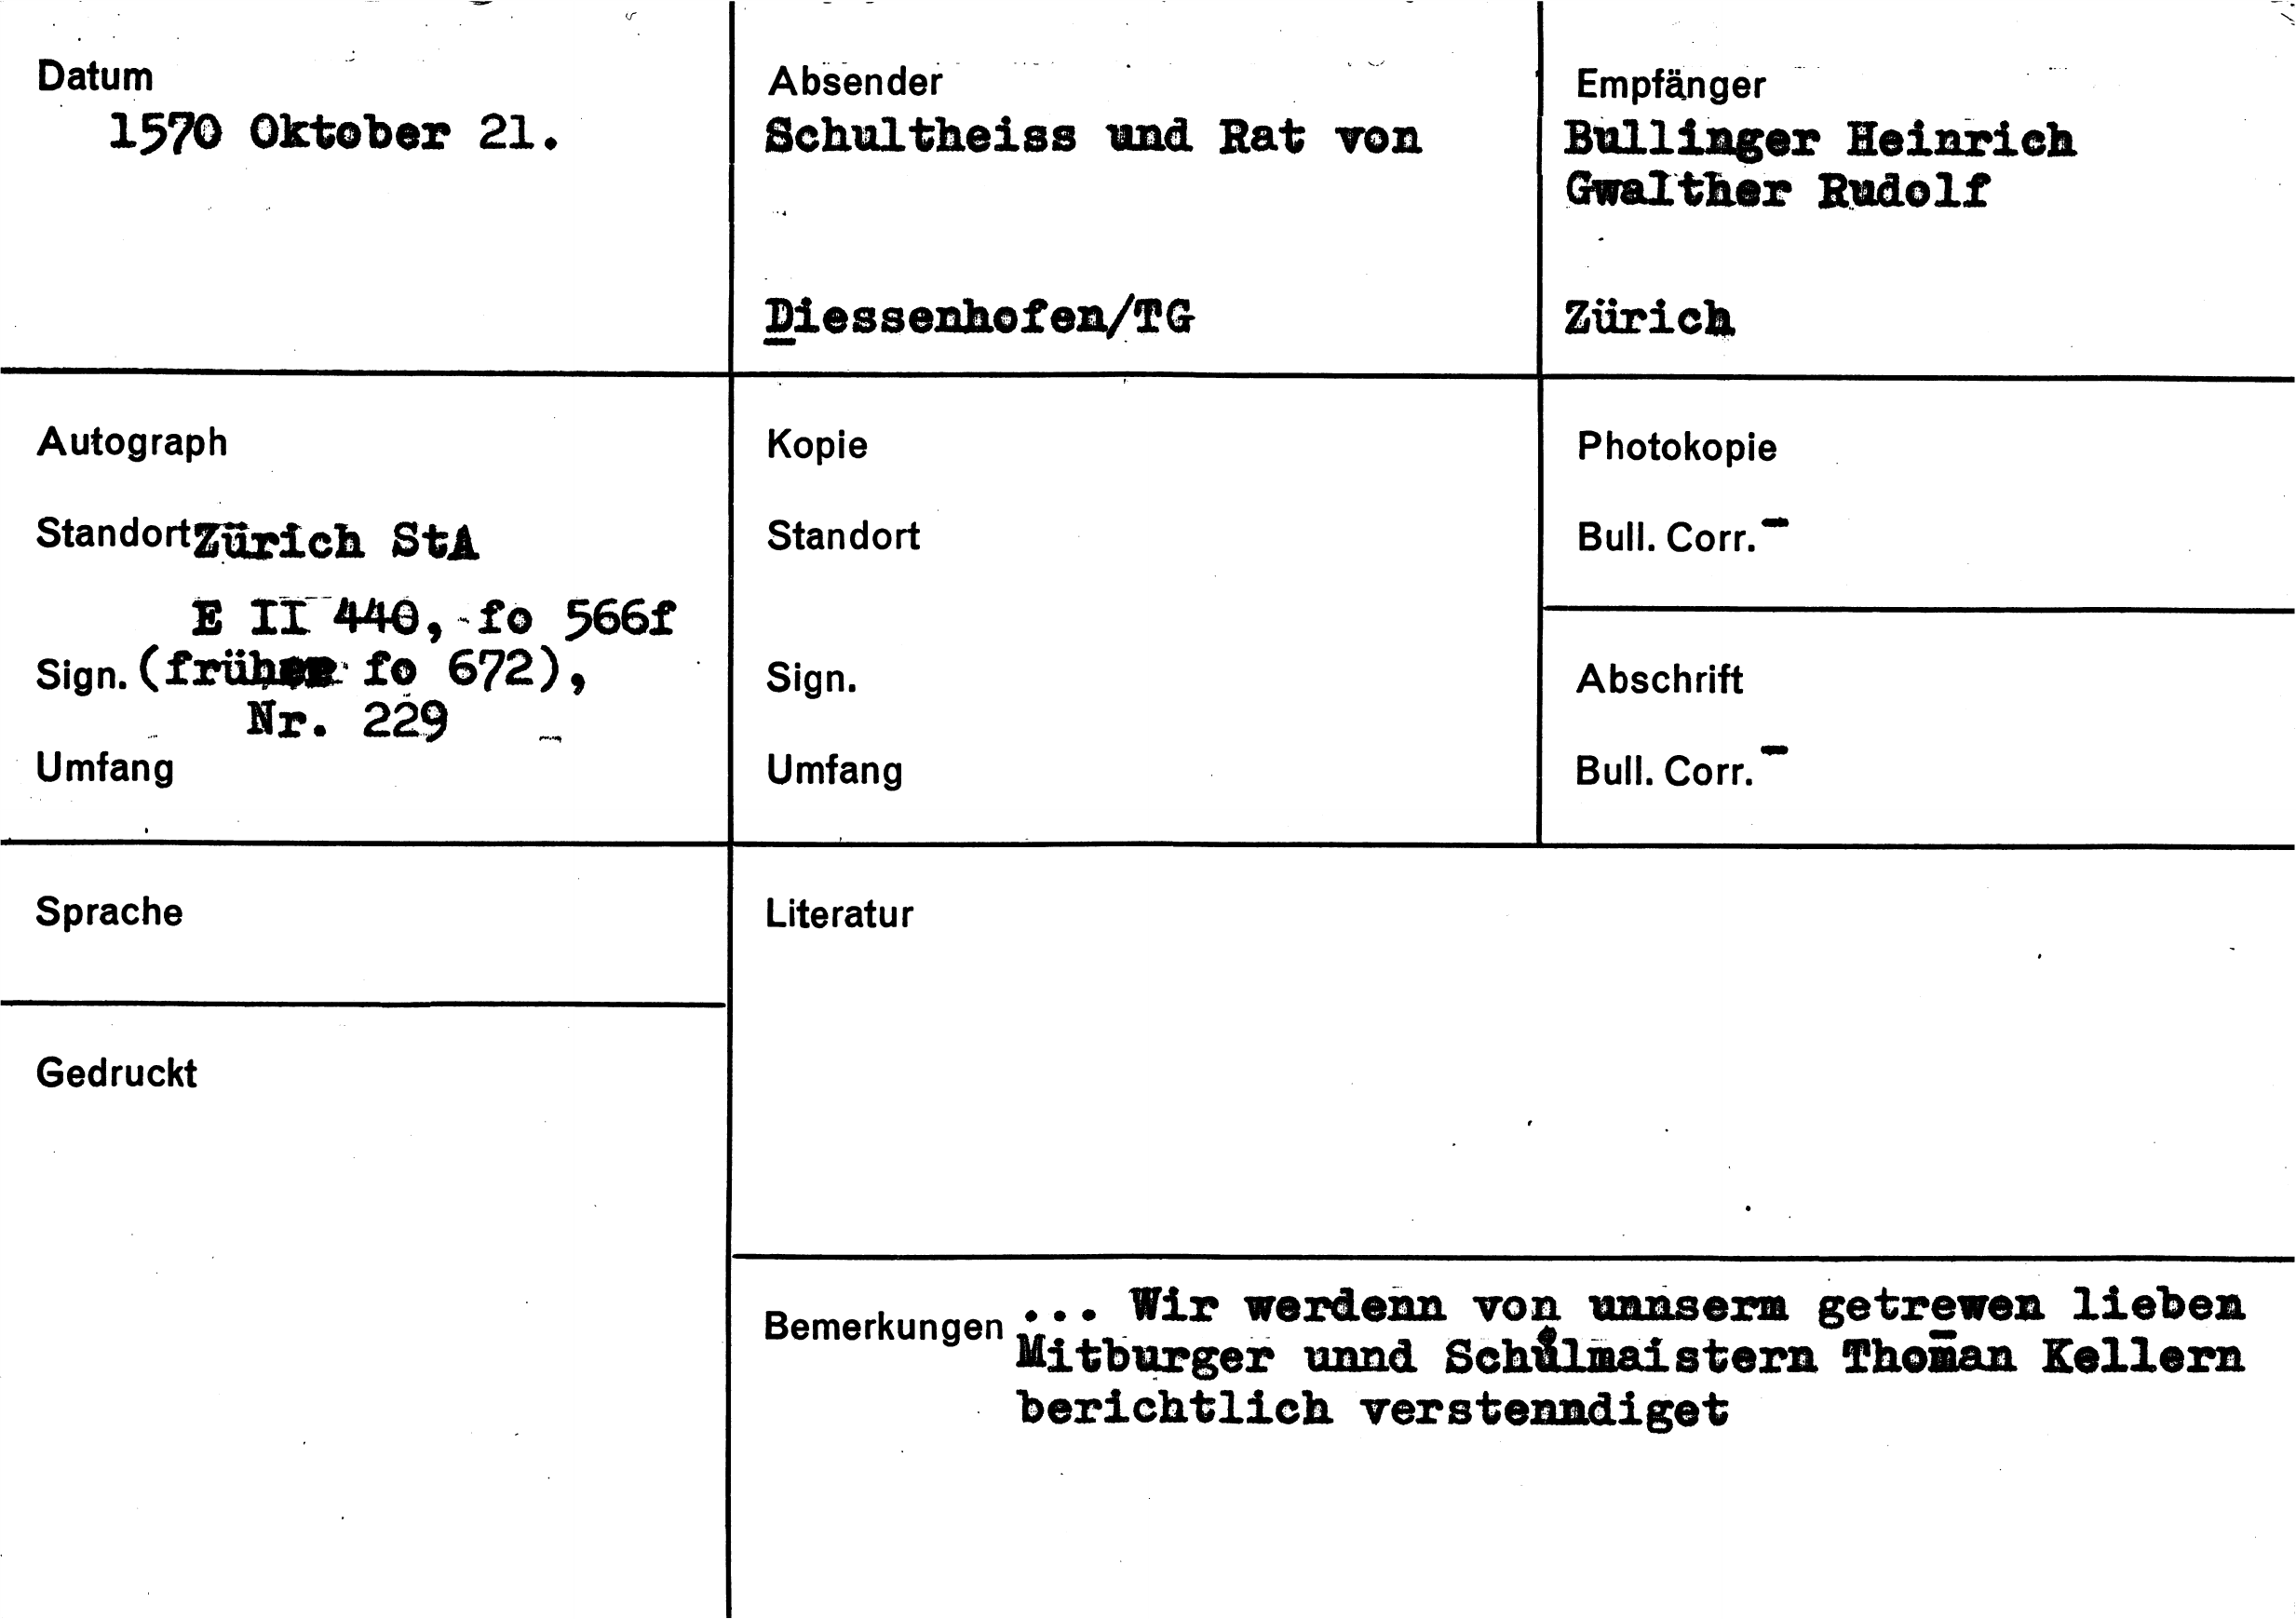 Datum
1570 Oktober 21.
Absender
Schultheiss und Rat von
Diessenhofen/TG
Empfänger
Bullinger Heinrich
Gwalther Rudolf
Zürich
Autograph
Standort Zürich StA
E II 440, fo 566f
Sign. (früher fo 672),
Nr. 229
Umfang
Kopie
Standort
Sign.
Umfang
Photokopie
Bull. Corr. -
Abschrift
Bull. Corr. -
Sprache
Gedruckt
Literatur
Bemerkungen ... Wir werdenn von unnserm getrewen lieben
Mitburger unnd Schůlmaistern Thom̄an Kellern
berichtlich verstenndiget